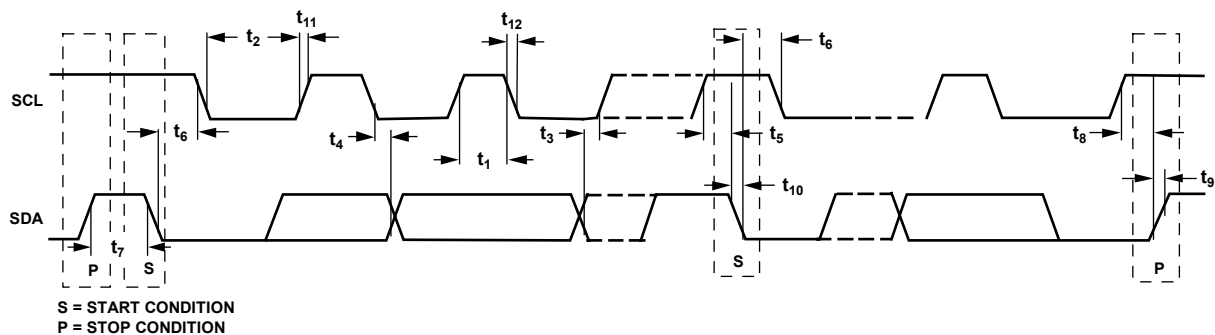 t11
t12
t2
t6
SCL
t6
t4
t3
t5
t8
t1
t9
t10
SDA
t7
P
S
S
P
S = START CONDITION
P = STOP CONDITION